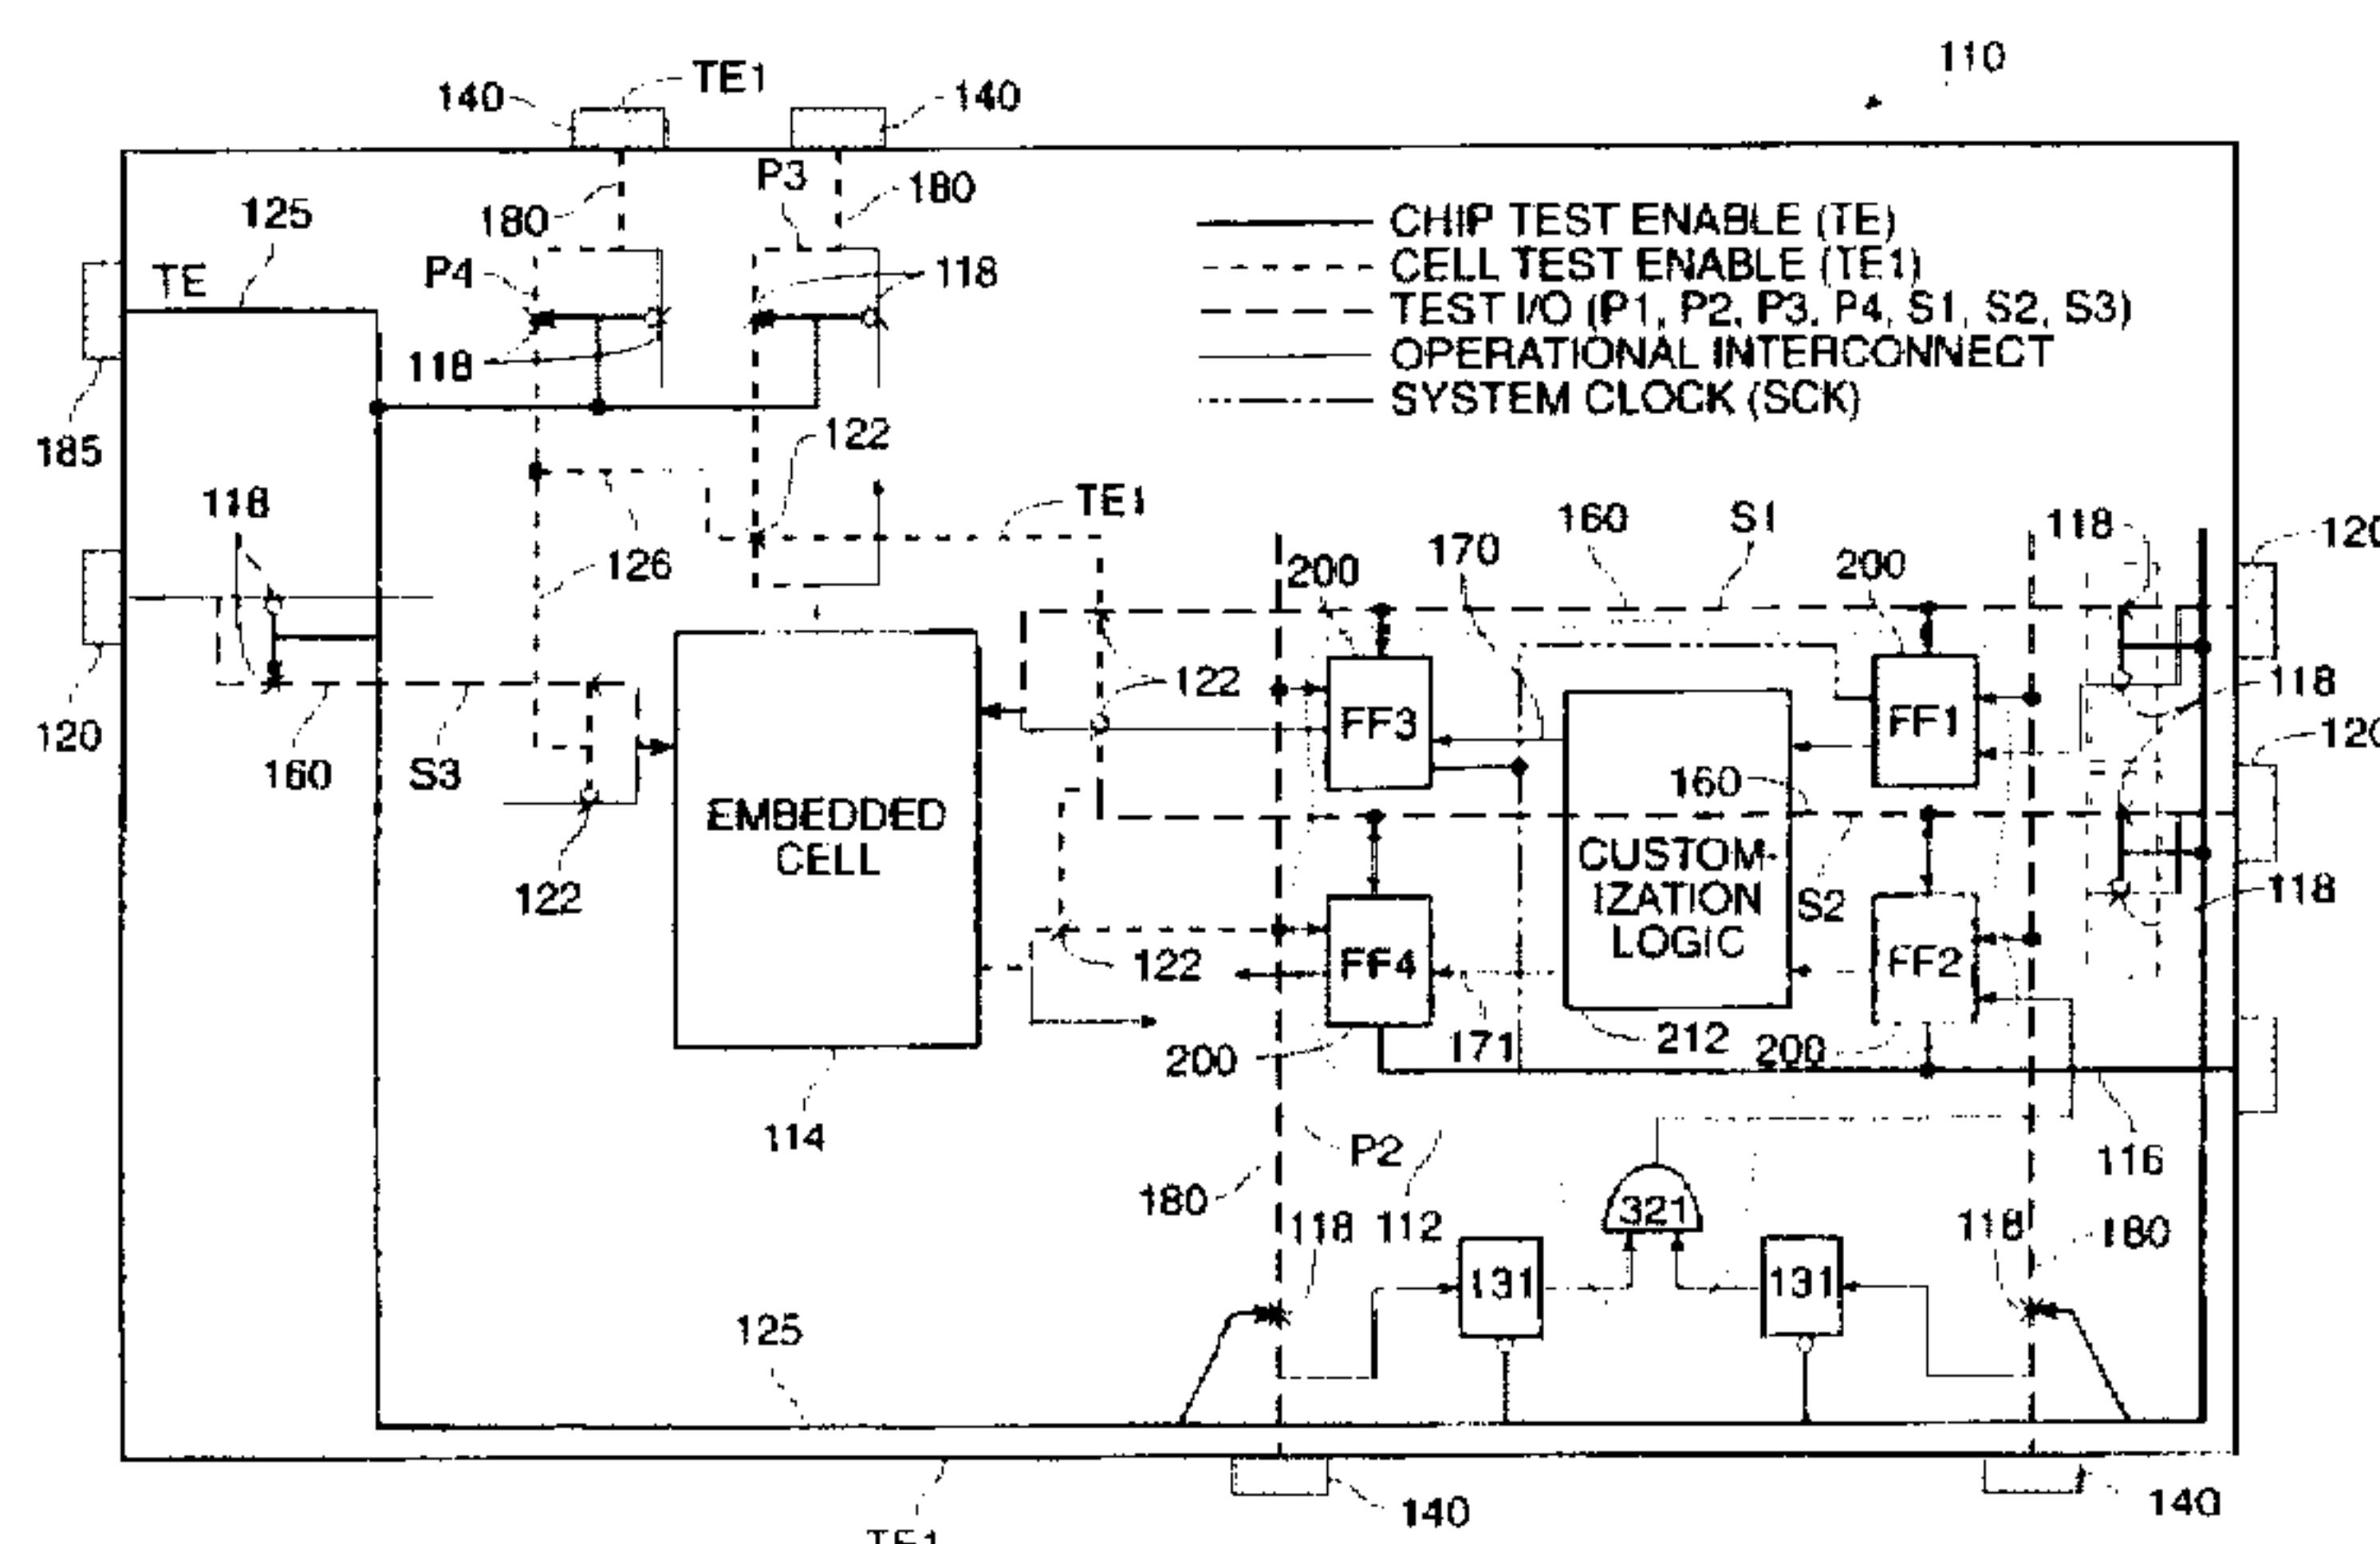 110
140
TE1
140
P3
180
180
125
TE
P4
118
118
185
CHIP TEST ENABLE (TE)
CELL TEST ENABLE (TE1)
TEST I/O (P1, P2, P3, P4, S1, S2, S3)
OPERATIONAL INTERCONNECT
SYSTEM CLOCK (SCK)
122
118
TE1
126
170
160
S1
118
120
200
200
122
118
FF3
FF1
120
120
160
S3
160
EMBEDDED
CELL
CUSTOM-
IZATION
LOGIC
S2
118
122
122
FF4
FF2
200
171
212
200
114
P2
116
180
118
112
321
118
180
131
131
125
140
140
TE1